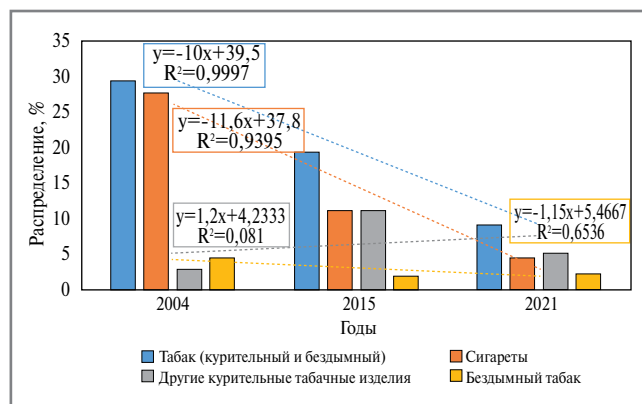 35
30
25
20
15
10
5
0
Распределение, %
y=-10x+39,5
R²=0,9997
y=-11,6x+37,8
R²=0,9395
y=1,2x+4,2333
R²=0,081
y=-1,15x+5,4667
R²=0,6536
2004 2015 2021
Годы
Табак (курительный и бездымный) Сигареты
Другие курительные табачные изделия Бездымный табак